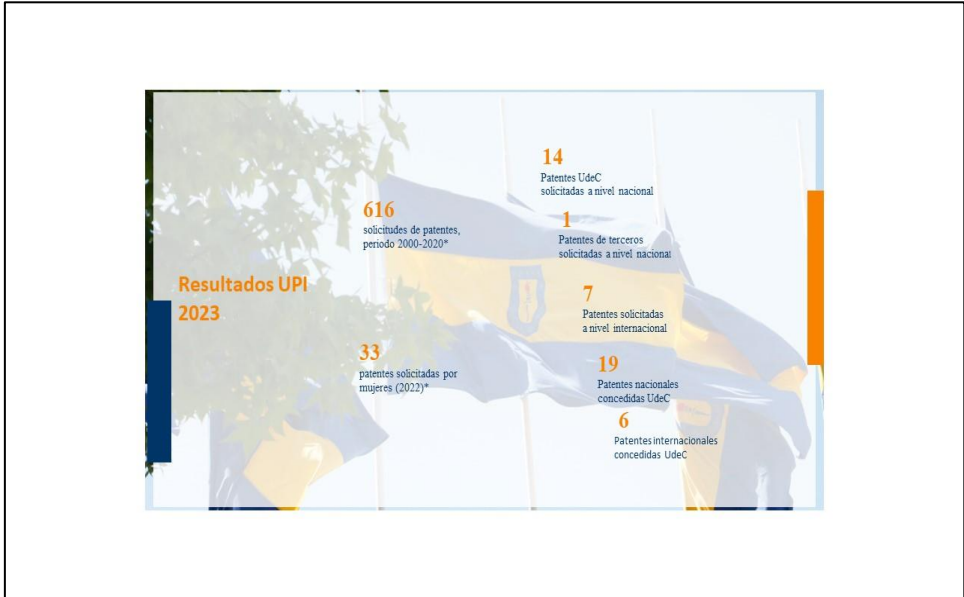 Resultados UPI
2023
616
solicitudes de patentes,
periodo 2000-2020*
33
patentes solicitadas por
mujeres (2022)*
14
Patentes UdeC
solicitadas a nivel nacional
1
Patentes de terceros
solicitadas a nivel nacional
7
Patentes solicitadas
a nivel internacional
19
Patentes nacionales
concedidas UdeC
6
Patentes internacionales
concedidas UdeC